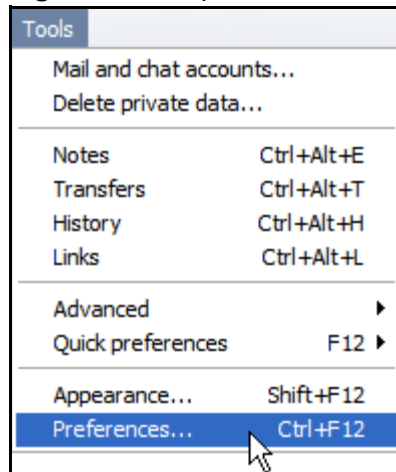 Tools
Mail and chat accounts...
Delete private data...
Notes Ctrl+Alt+E
Transfers Ctrl+Alt+T
History Ctrl+Alt+H
Links Ctrl+Alt+L
Advanced
Quick preferences F12
Appearance... Shift+F12
Preferences... Ctrl+F12